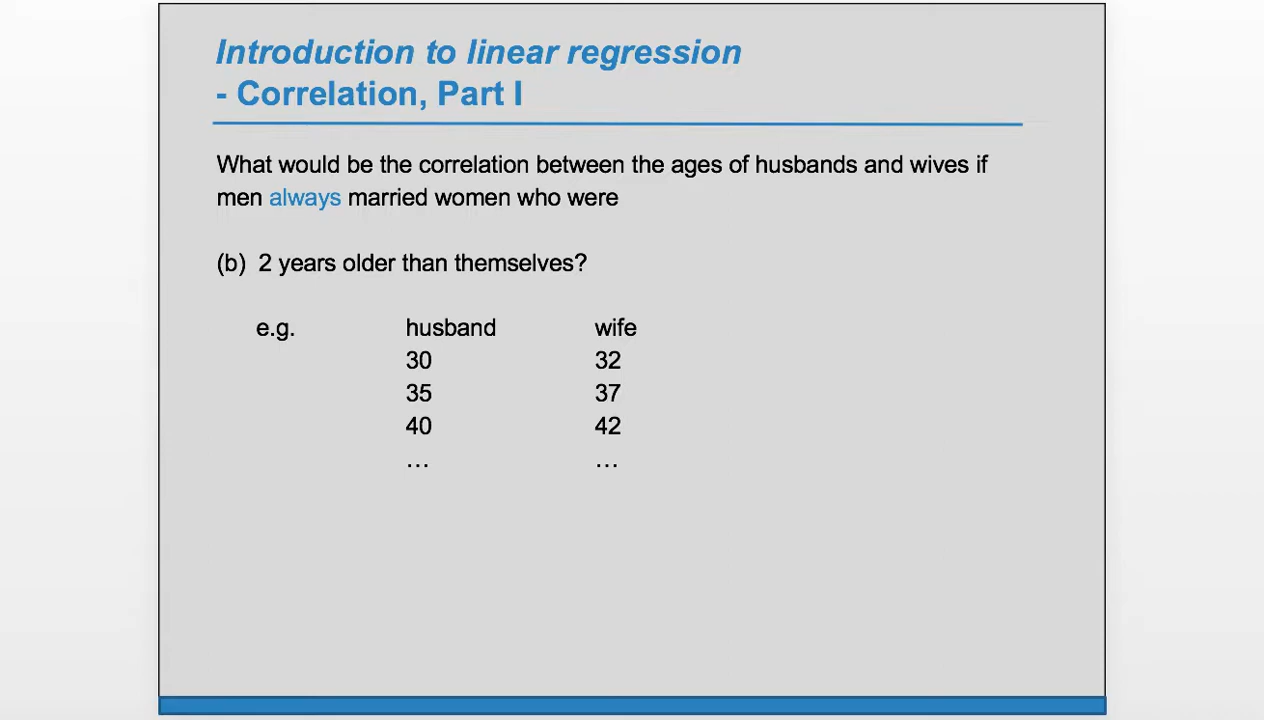 Introduction to linear regression
- Correlation, Part I
What would be the correlation between the ages of husbands and wives if
men always married women who were
(b) 2 years older than themselves?
e.g. husband wife
30 32
35 37
40 42
... ...